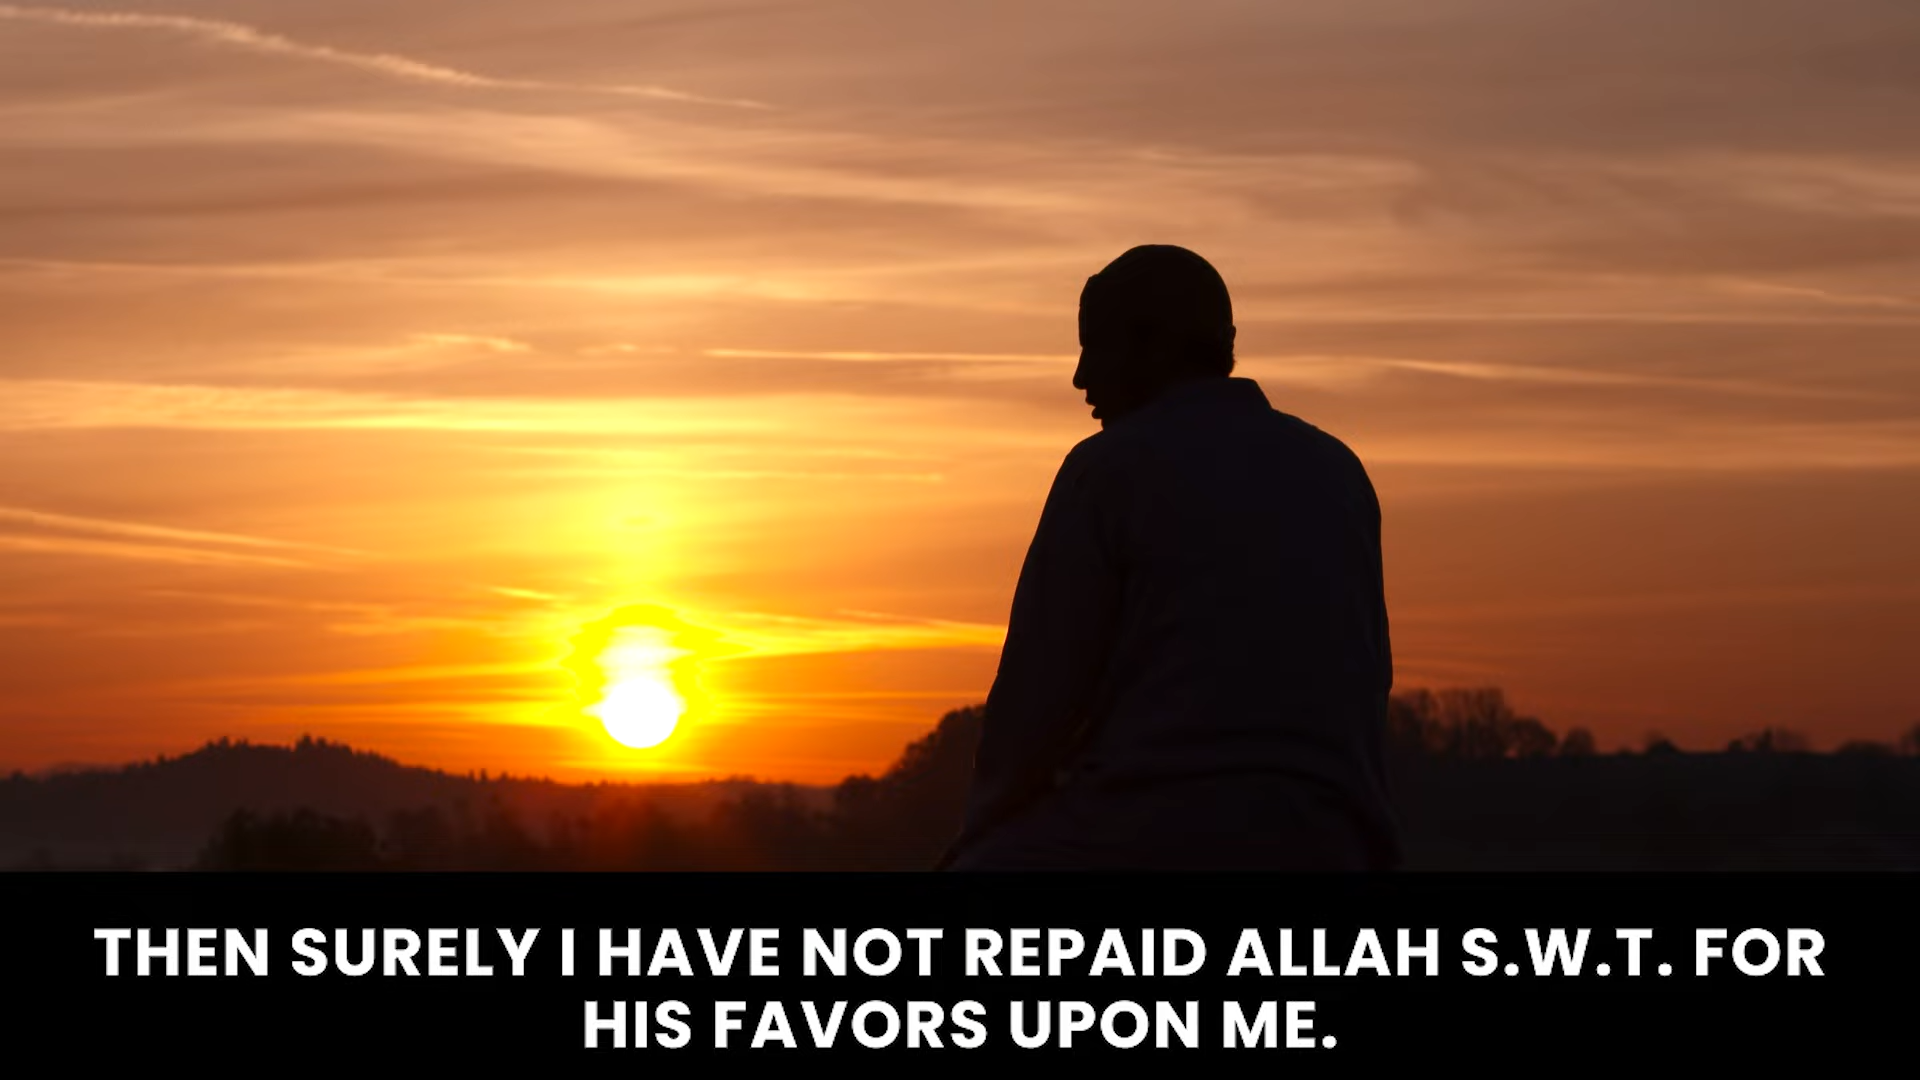 THEN SURELY I HAVE NOT REPAID ALLAH S.W.T. FOR
HIS FAVORS UPON ME.